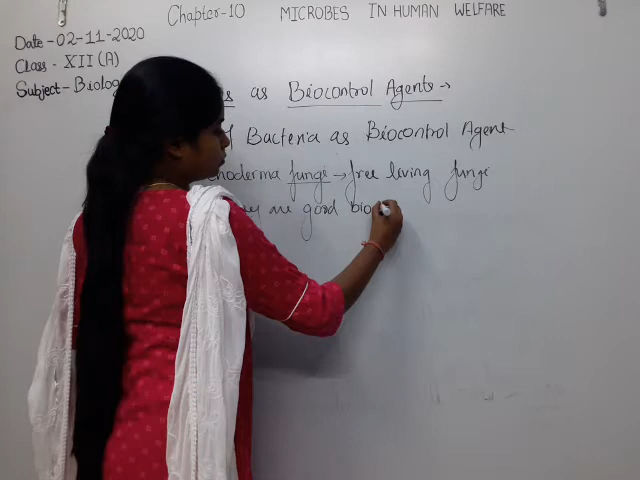 Chapter-10 MICROBES IN HUMAN WELFARE
Date - 02-11-2020
Class - XII (A)
Subject - Biolog
as Biocontrol Agents →
Bacteria as Biocontrol Agent
fungi → free living fungi
are good bio